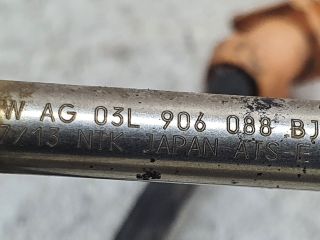 W AG 03L 906 088 BJ
7/13 NTK JAPAN ATS-F